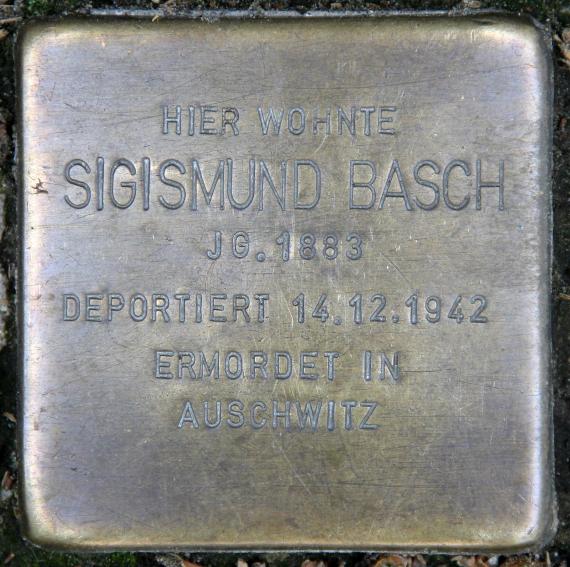 HIER WOHNTE
SIGISMUND BASCH
JG. 1883
DEPORTIERT 14.12.1942
ERMORDET IN
AUSCHWITZ